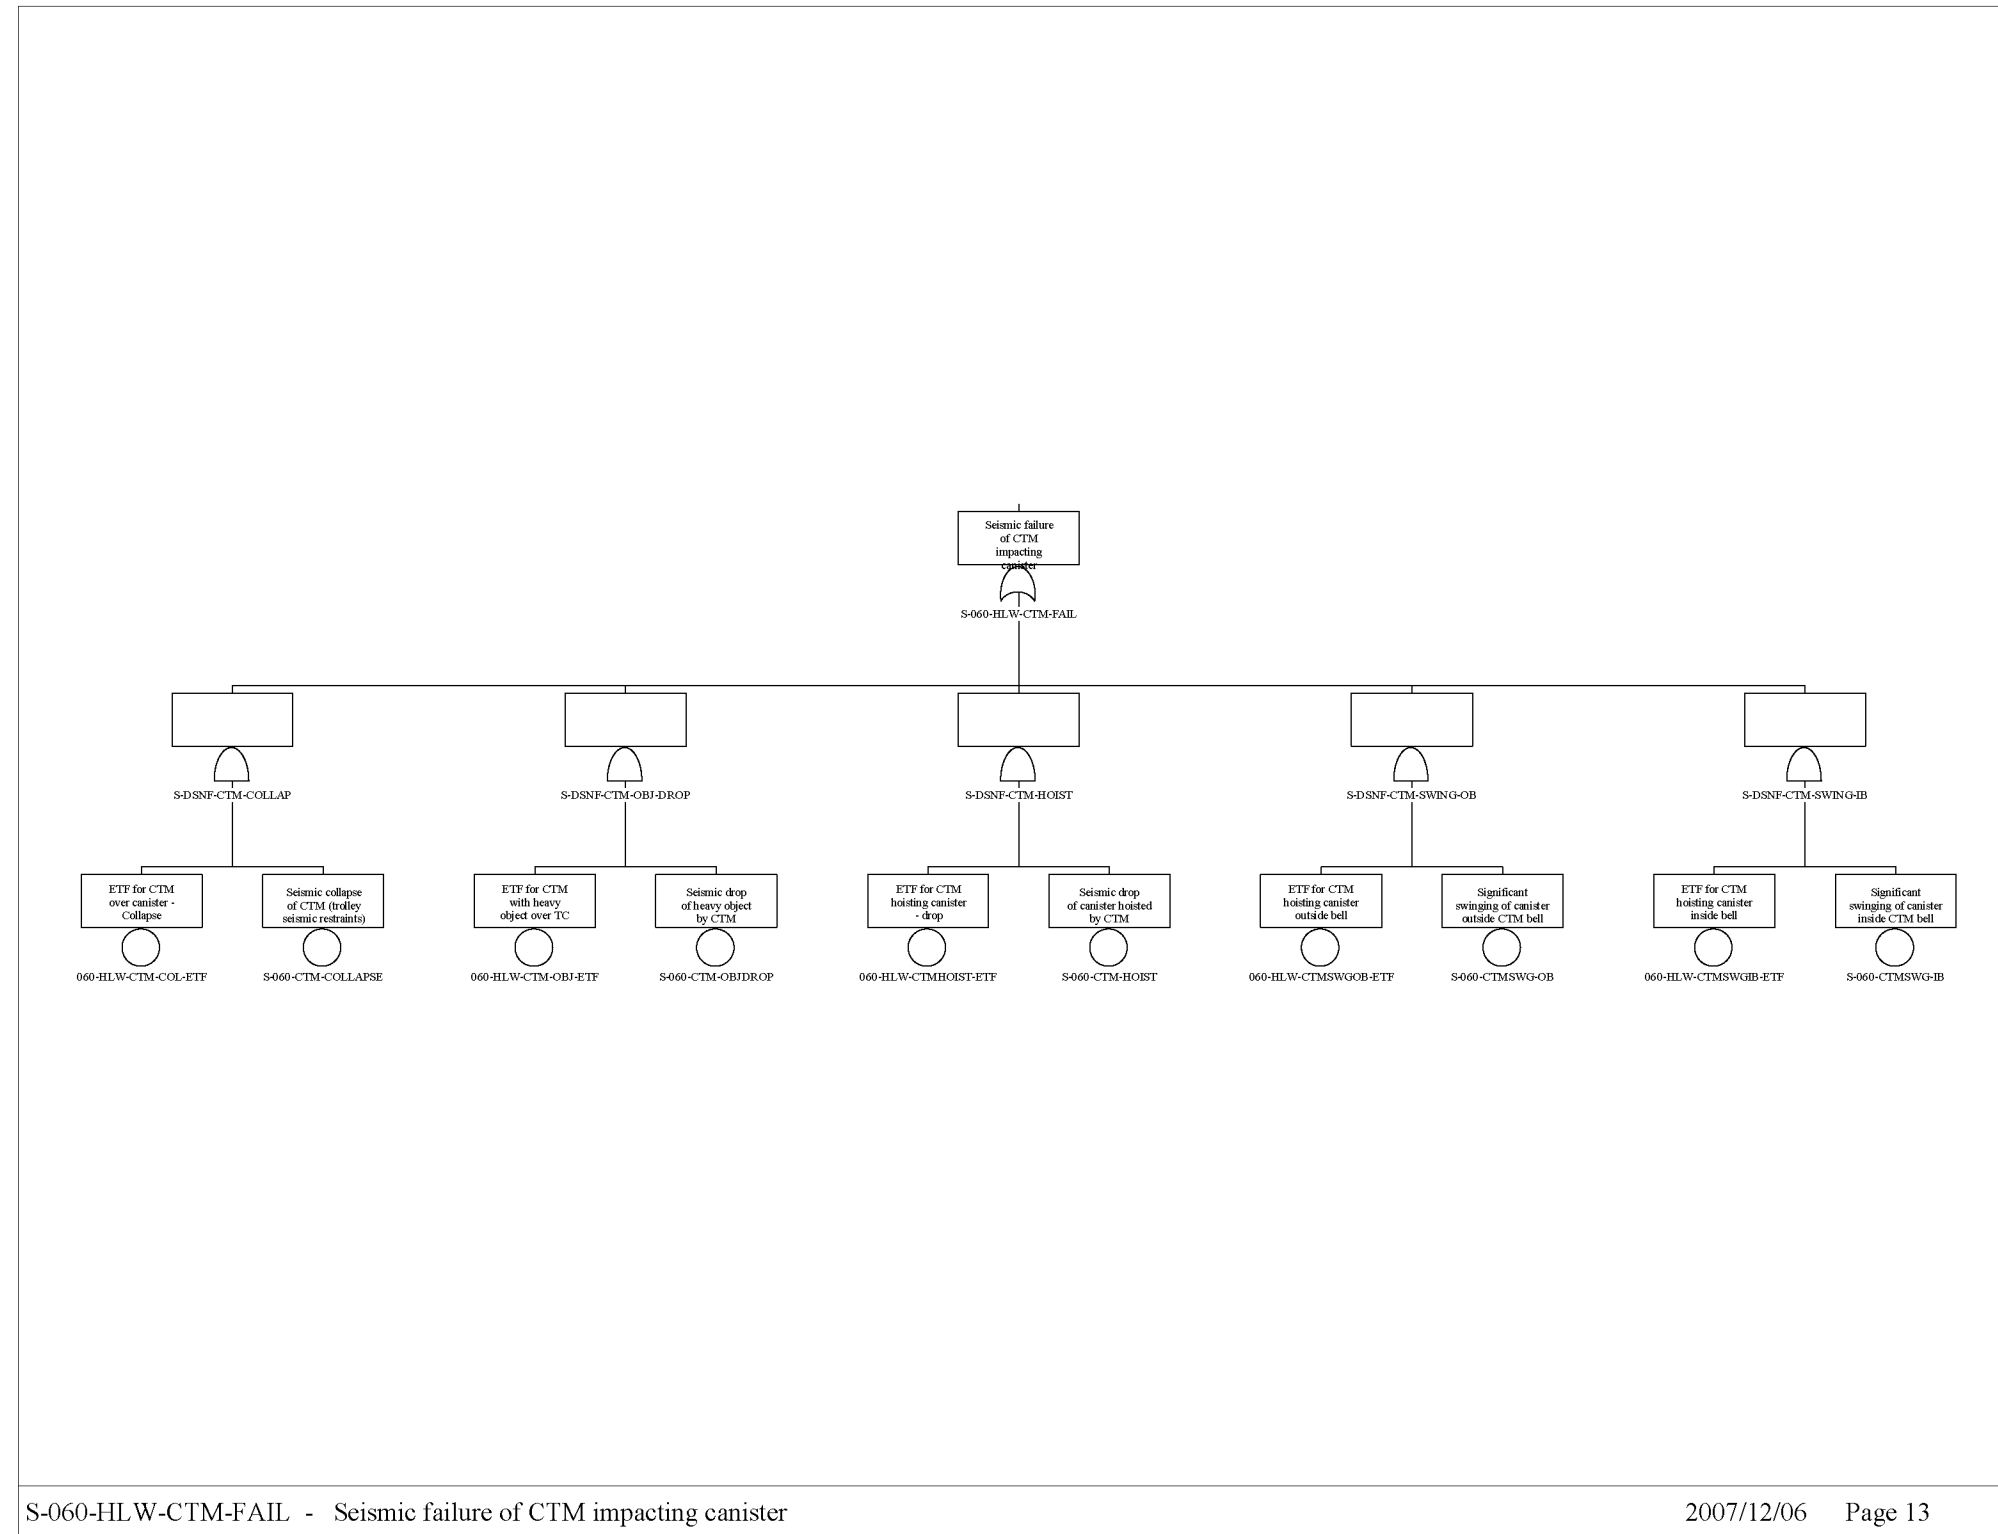 Seismic failure
of CTM
impacting
canister
S-060-HLW-CTM-FAIL
S-DSNF-CTM-COLLAP
S-DSNF-CTM-OBJ-DROP
S-DSNF-CTM-HOIST
S-DSNF-CTM-SWING-OB
S-DSNF-CTM-SWING-IB
ETF for CTM
over canister -
Collapse
060-HLW-CTM-COL-ETF
Seismic collapse
of CTM (trolley
seismic restraints)
S-060-CTM-COLLAPSE
ETF for CTM
with heavy
object over TC
060-HLW-CTM-OBJ-ETF
Seismic drop
of heavy object
by CTM
S-060-CTM-OBJDROP
ETF for CTM
hoisting canister
- drop
060-HLW-CTMHOIST-ETF
Seismic drop
of canister hoisted
by CTM
S-060-CTM-HOIST
ETF for CTM
hoisting canister
outside bell
060-HLW-CTMSWGOB-ETF
Significant
swinging of canister
outside CTM bell
S-060-CTMSWG-OB
ETF for CTM
hoisting canister
inside bell
060-HLW-CTMSWGIB-ETF
Significant
swinging of canister
inside CTM bell
S-060-CTMSWG-IB
S-060-HLW-CTM-FAIL - Seismic failure of CTM impacting canister
2007/12/06 Page 13